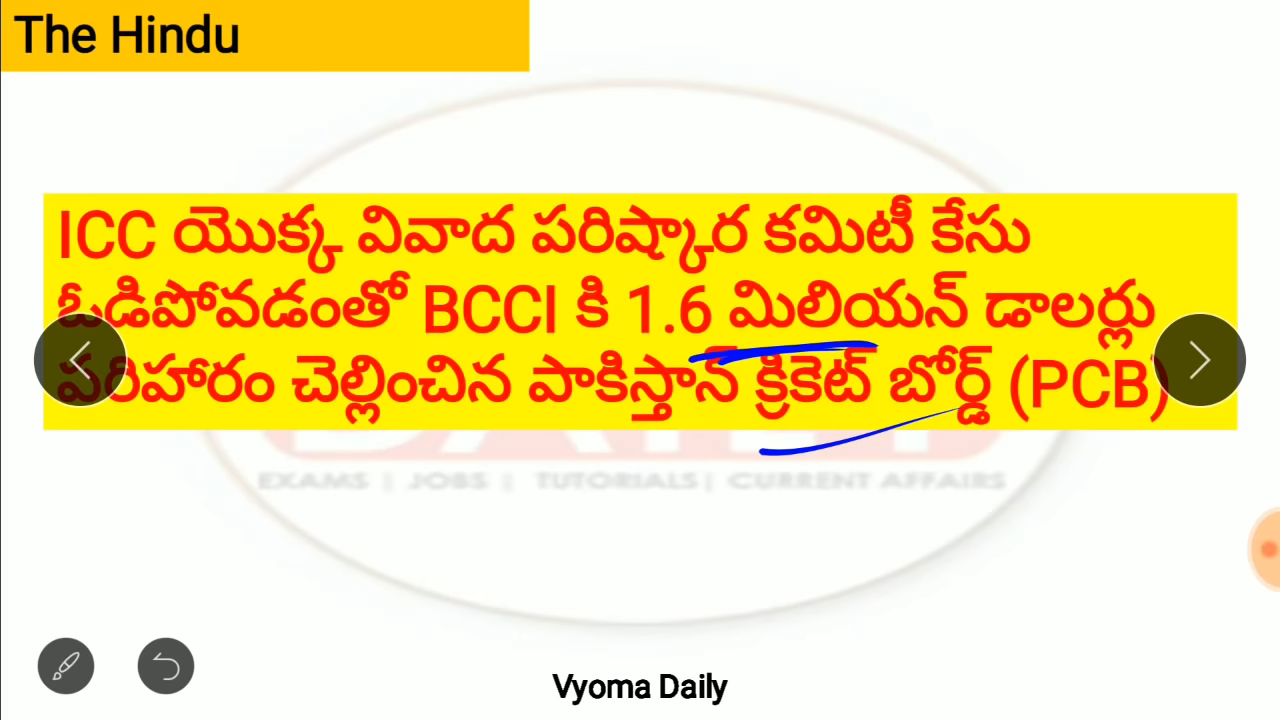 The Hindu
ICC యొక్క వివాద పరిష్కార కమిటీ కేసు
ఓడిపోవడంతో BCCI కి 1.6 మిలియన్ డాలర్లు
పరిహారం చెల్లించిన పాకిస్తాన్ క్రికెట్ బోర్డ్ (PCB)
EXAMS | JOBS | TUTORIALS | CURRENT AFFAIRS
Vyoma Daily